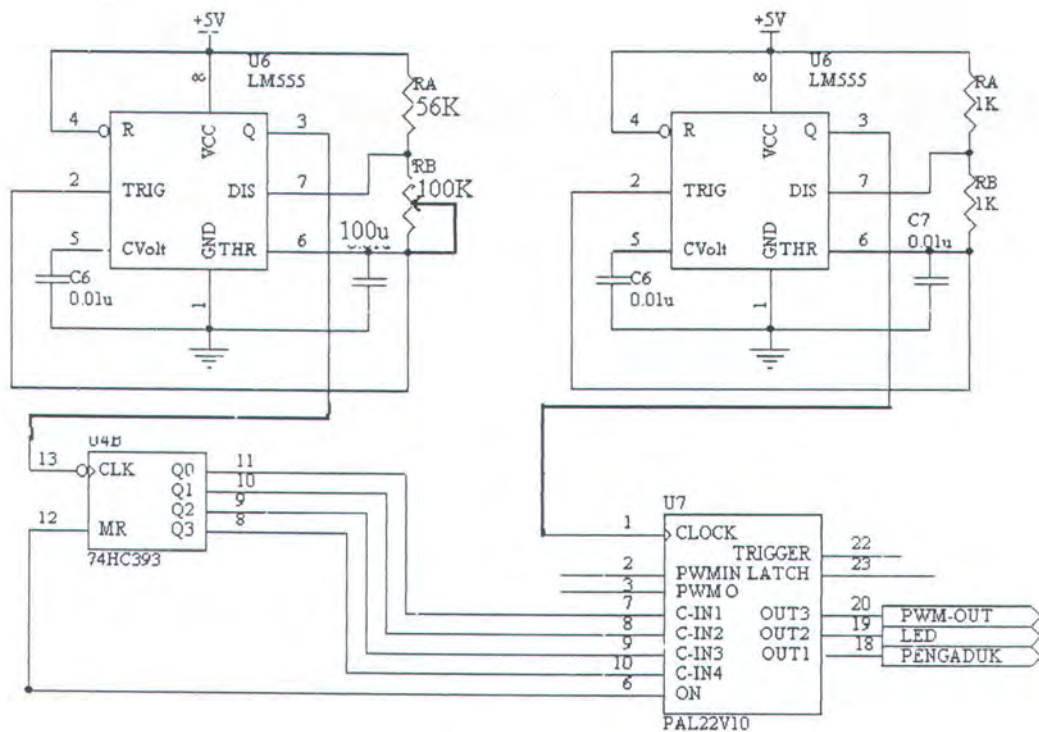 +5V
U6
LM555
8
4
R
VCC
Q
3
RA
56K
2
TRIG
DIS
7
RB
100K
5
CVolt
GND
THR
6
100u
C6
0.01u
1
+5V
U6
LM555
8
4
R
VCC
Q
3
RA
1K
2
TRIG
DIS
7
RB
1K
5
CVolt
GND
THR
6
C7
0.01u
C6
0.01u
1
U4B
13
CLK
Q0
11
Q1
10
Q2
9
Q3
8
12
MR
74HC393
U7
1
CLOCK
TRIGGER
22
2
PWMIN
LATCH
23
3
PWM O
7
C-IN1
OUT3
20
PWM-OUT
8
C-IN2
OUT2
19
LED
9
C-IN3
OUT1
18
PENGADUK
10
C-IN4
6
ON
PAL22V10